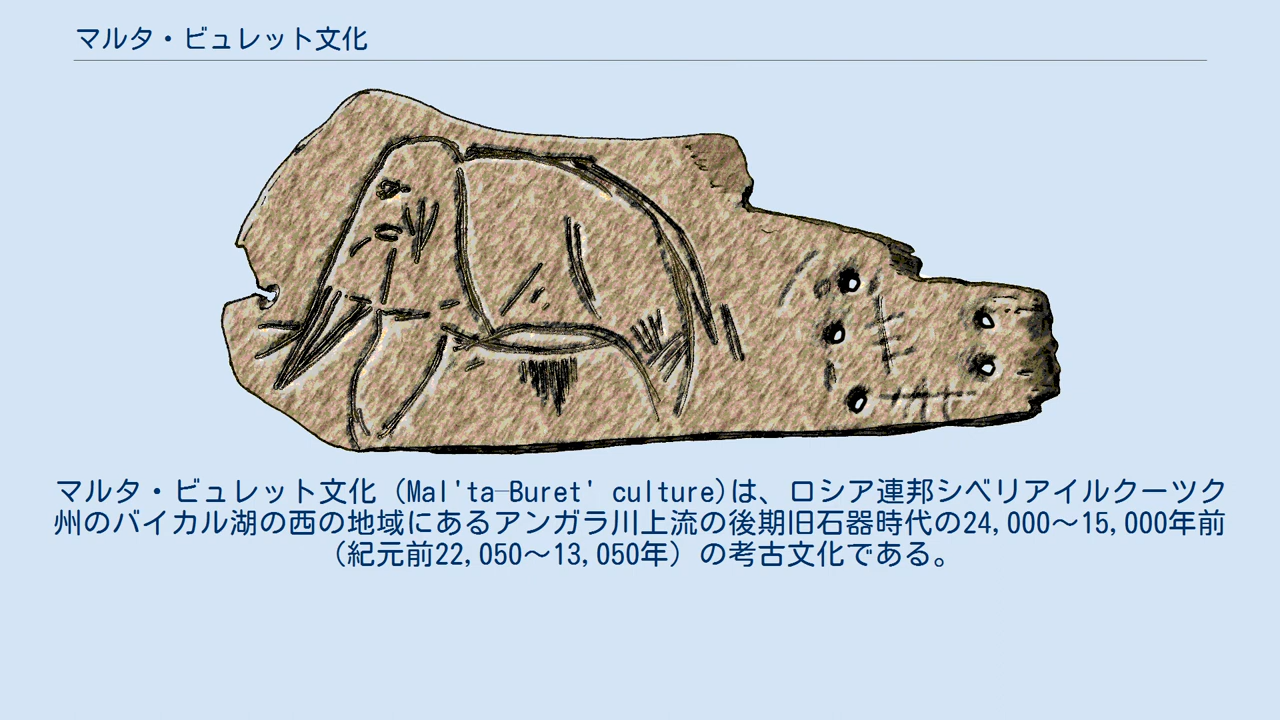 マルタ・ビュレット文化
マルタ・ビュレット文化 (Mal'ta–Buret' culture)は、ロシア連邦シベリアイルクーツク
州のバイカル湖の西の地域にあるアンガラ川上流の後期旧石器時代の24,000～15,000年前
（紀元前22,050～13,050年）の考古文化である。